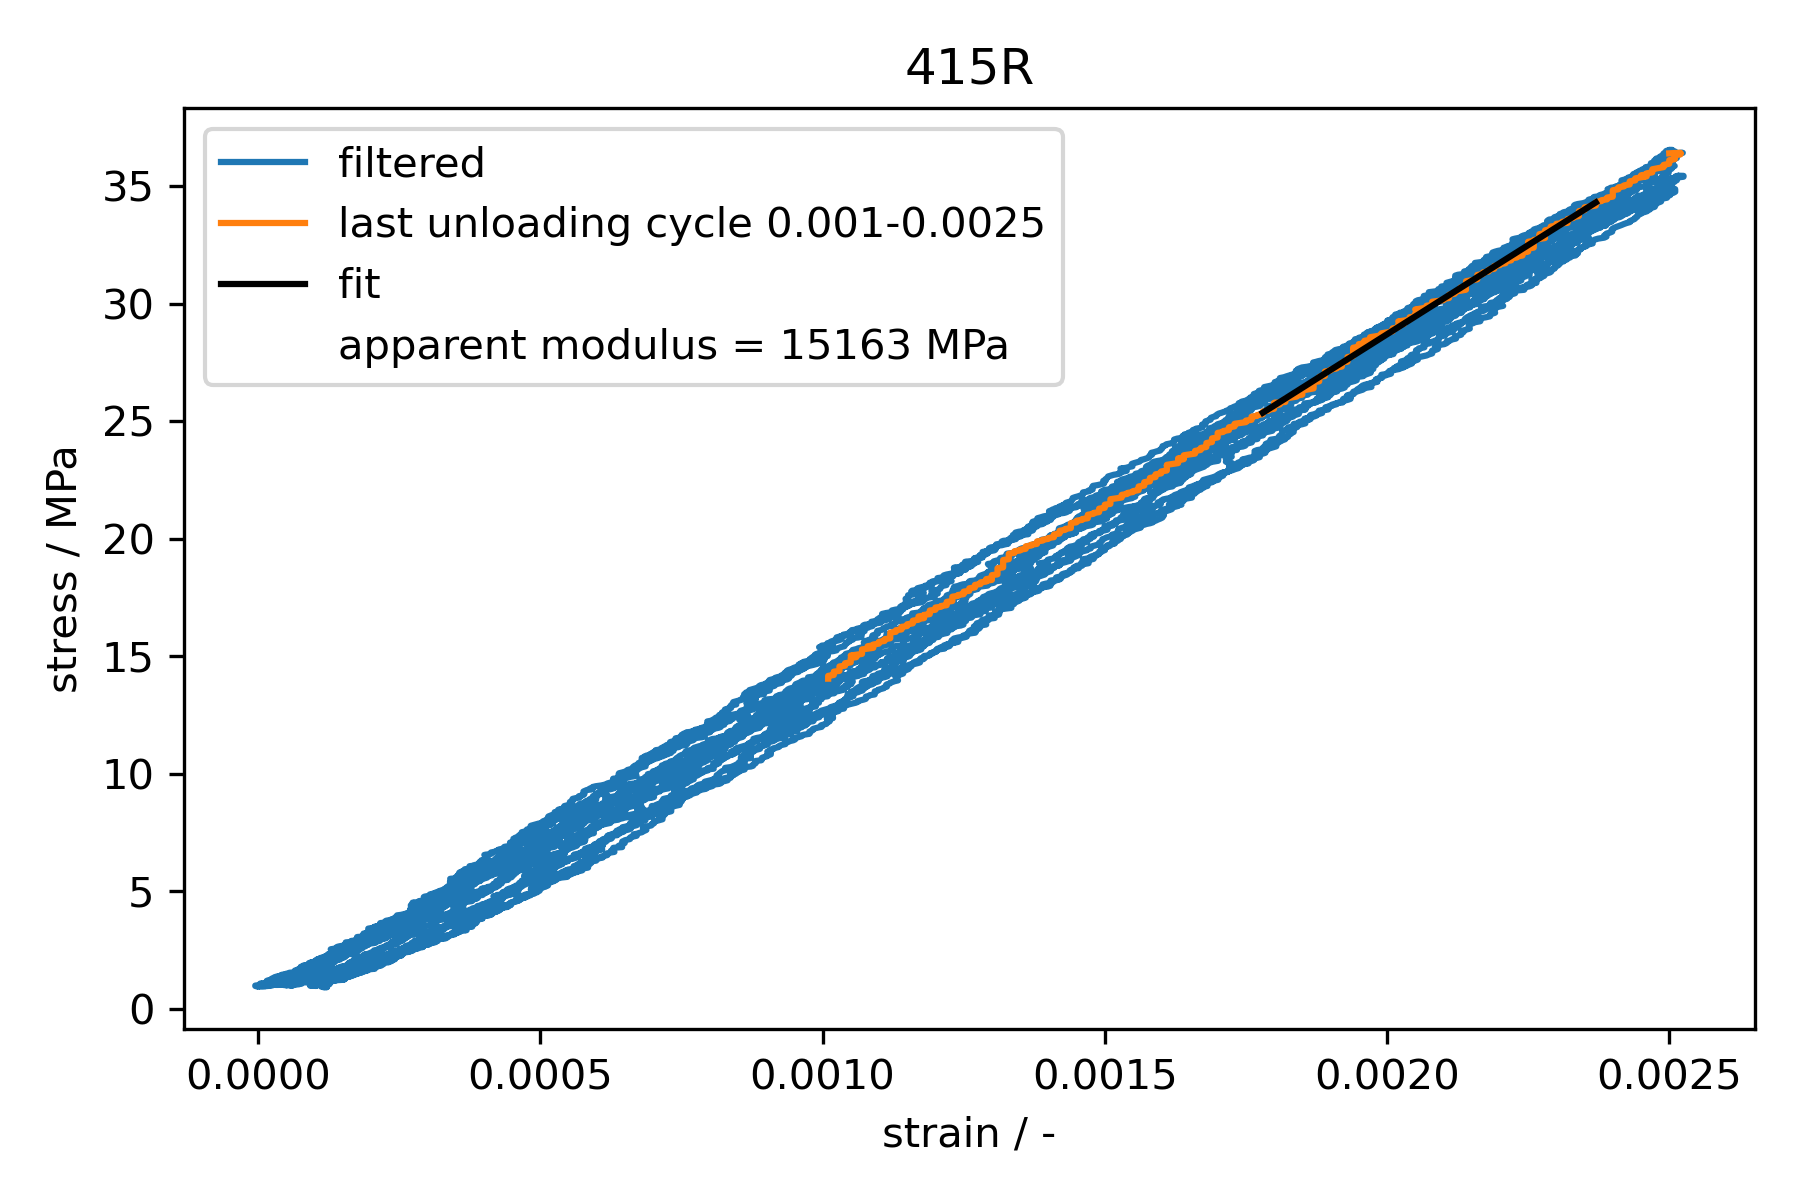 415R
filtered
last unloading cycle 0.001-0.0025
fit
apparent modulus = 15163 MPa
stress / MPa
35
30
25
20
15
10
5
0
0.0000 0.0005 0.0010 0.0015 0.0020 0.0025
strain / -